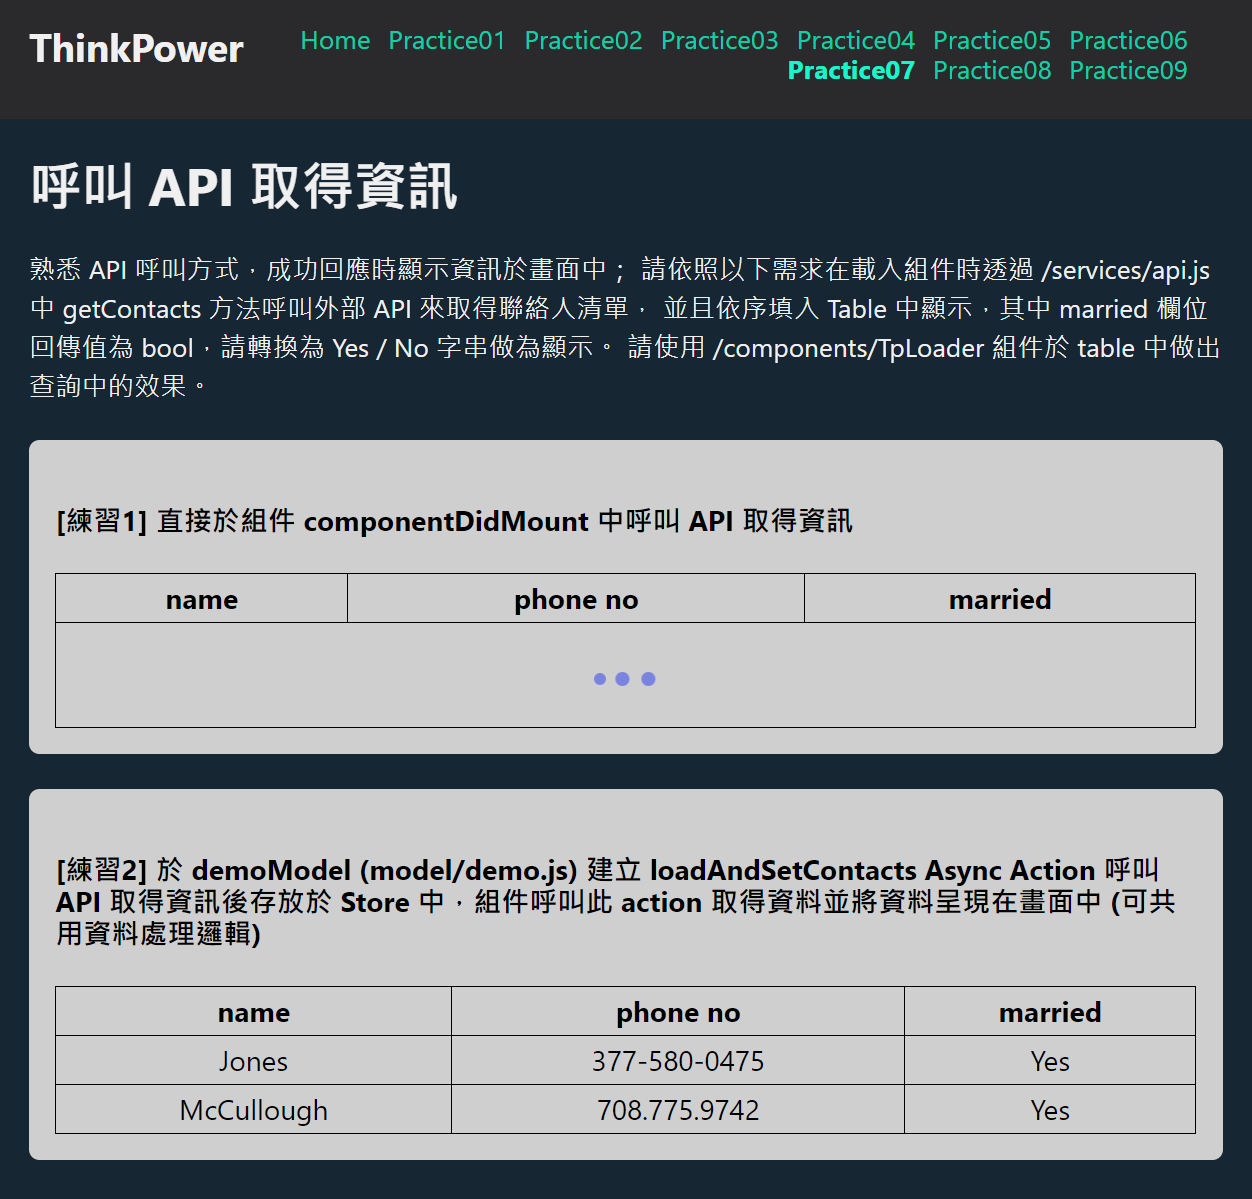 ThinkPower
Home Practice01 Practice02 Practice03 Practice04 Practice05 Practice06
Practice07 Practice08 Practice09
呼叫 API 取得資訊
熟悉 API 呼叫方式，成功回應時顯示資訊於畫面中； 請依照以下需求在載入組件時透過 /services/api.js
中 getContacts 方法呼叫外部 API 來取得聯絡人清單， 並且依序填入 Table 中顯示，其中 married 欄位
回傳值為 bool，請轉換為 Yes / No 字串做為顯示。 請使用 /components/TpLoader 組件於 table 中做出
查詢中的效果。
[練習1] 直接於組件 componentDidMount 中呼叫 API 取得資訊
name phone no married
[練習2] 於 demoModel (model/demo.js) 建立 loadAndSetContacts Async Action 呼叫
API 取得資訊後存放於 Store 中，組件呼叫此 action 取得資料並將資料呈現在畫面中 (可共
用資料處理邏輯)
name phone no married
Jones 377-580-0475 Yes
McCullough 708.775.9742 Yes